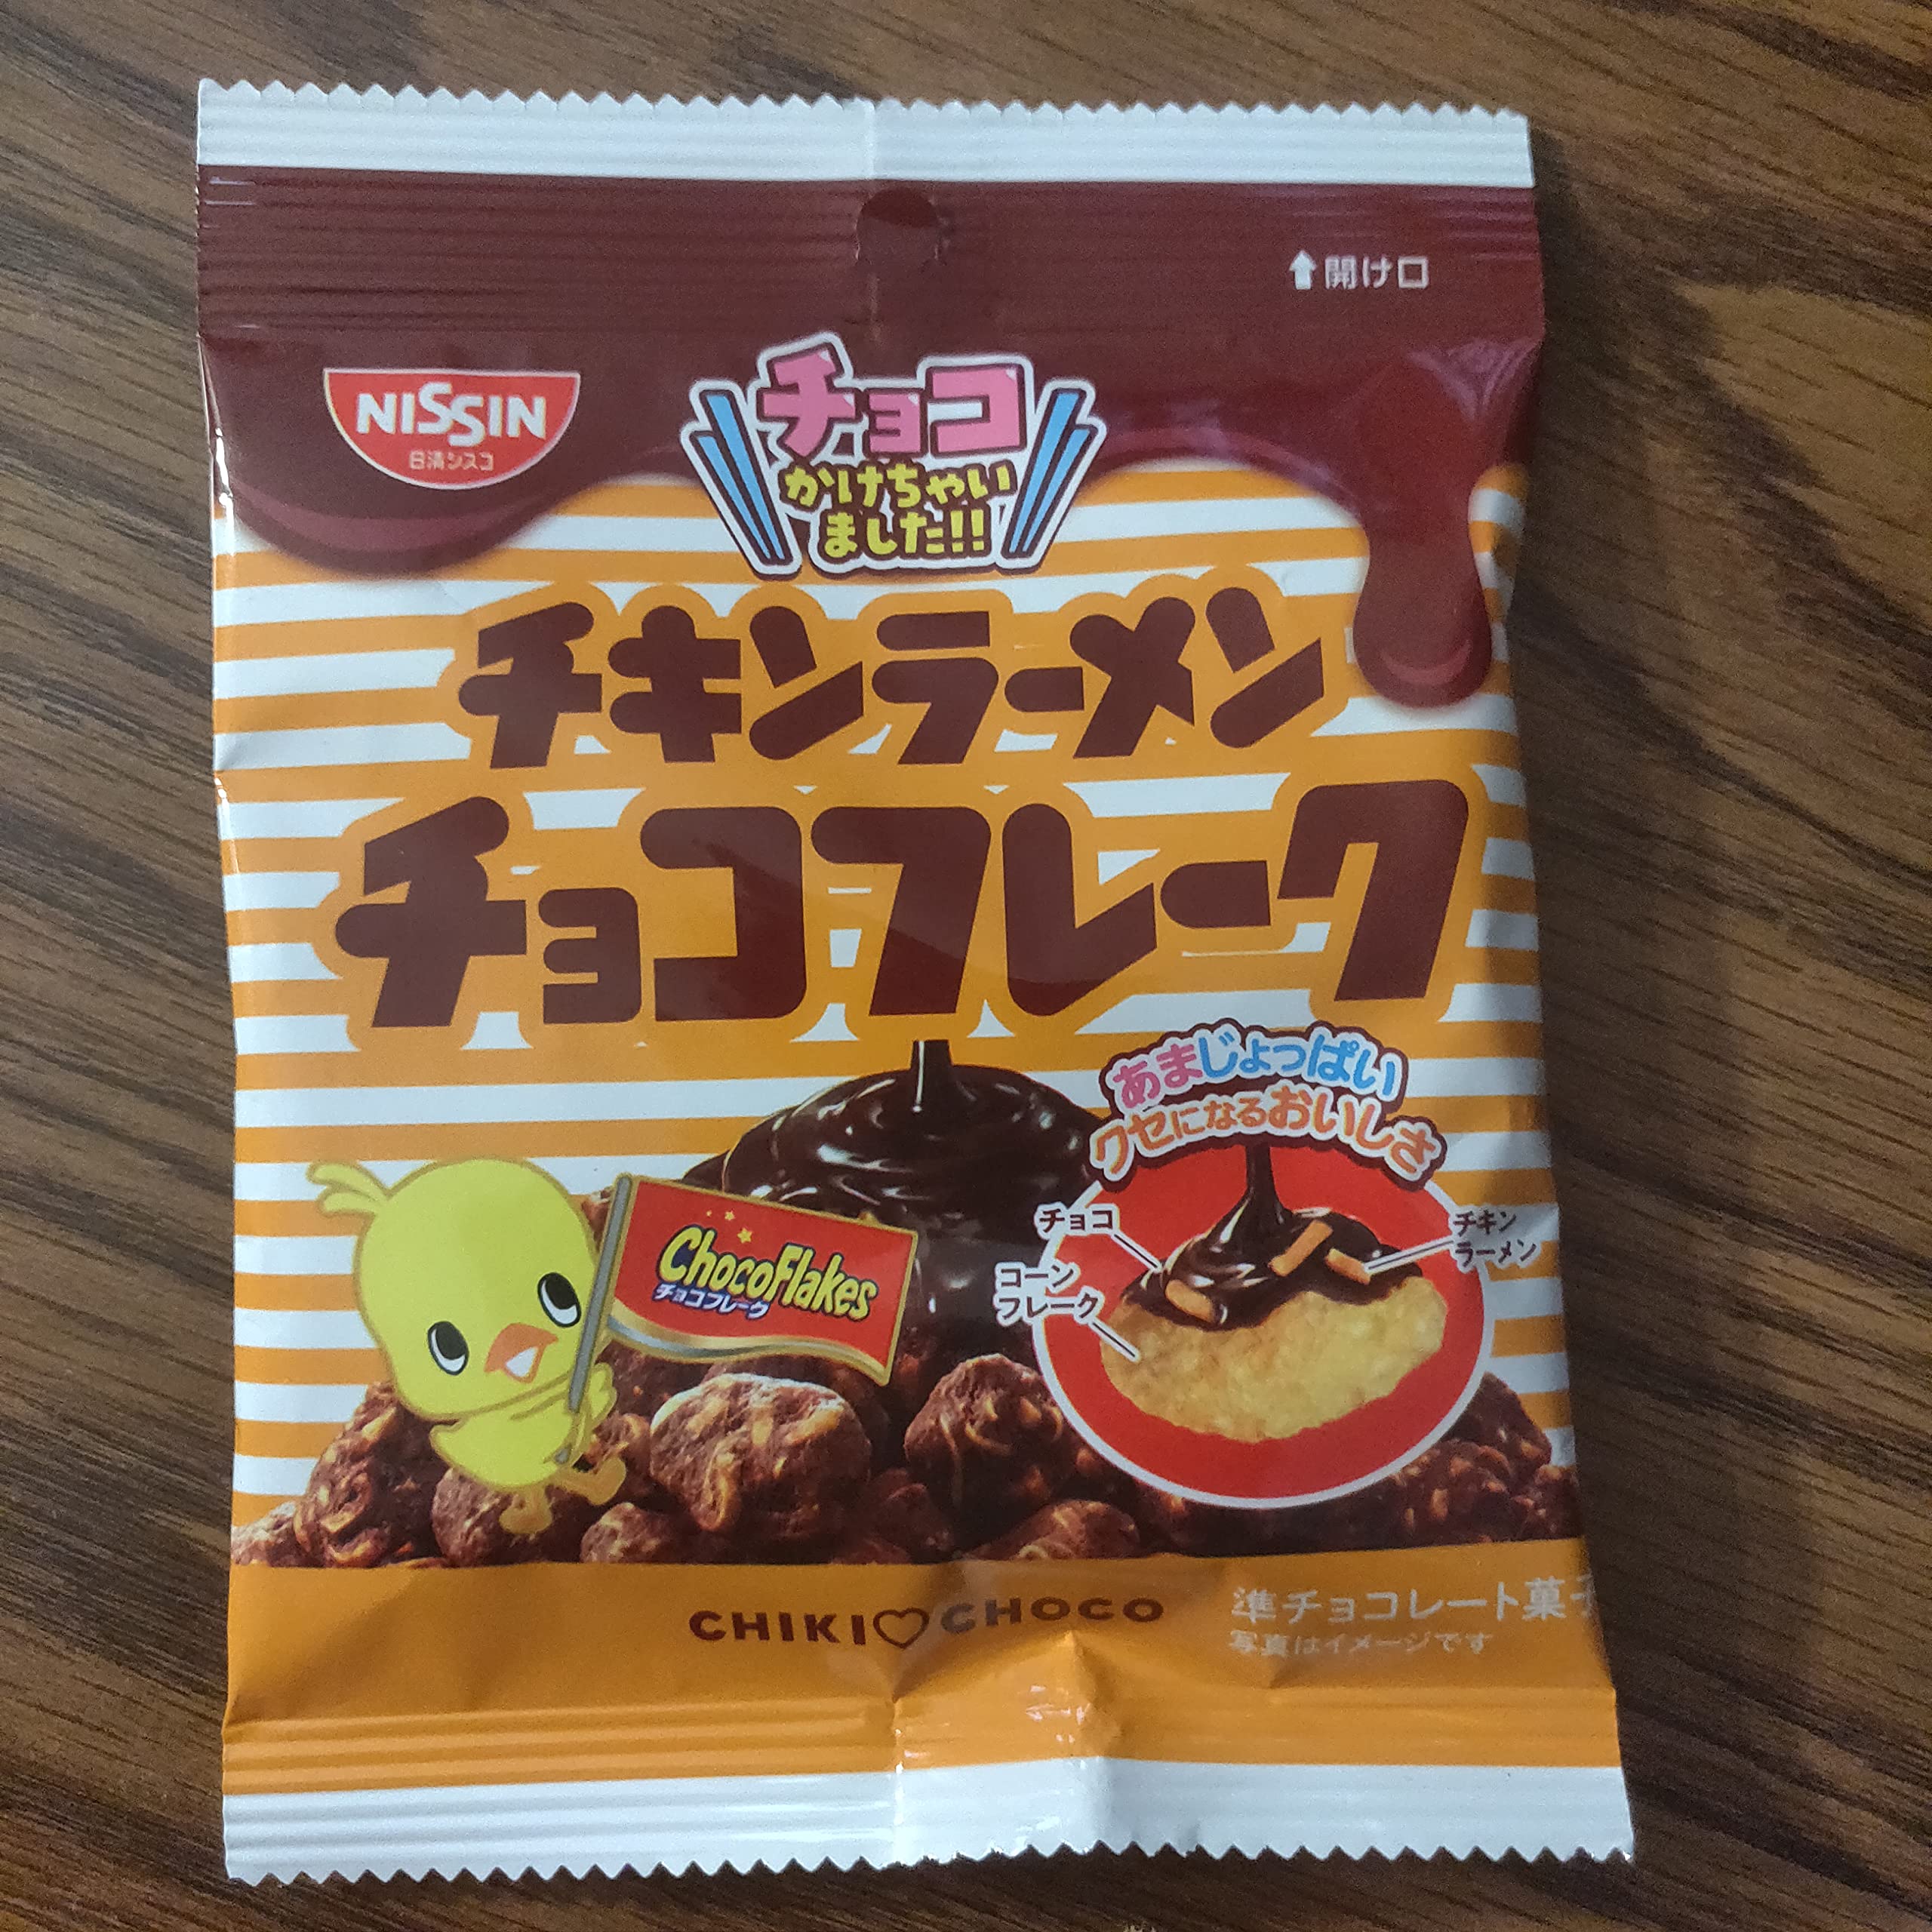 ⬆開け口
NISSIN
日清シスコ
チョコ
かけちゃい
ました!!
チキンラーメン
チョコフレーク
あまじょっぱい
クセになるおいしさ
チョコ
コーン
フレーク
チキン
ラーメン
ChocoFlakes
チョコフレーク
CHIKI♡CHOCO
準チョコレート菓子
写真はイメージです